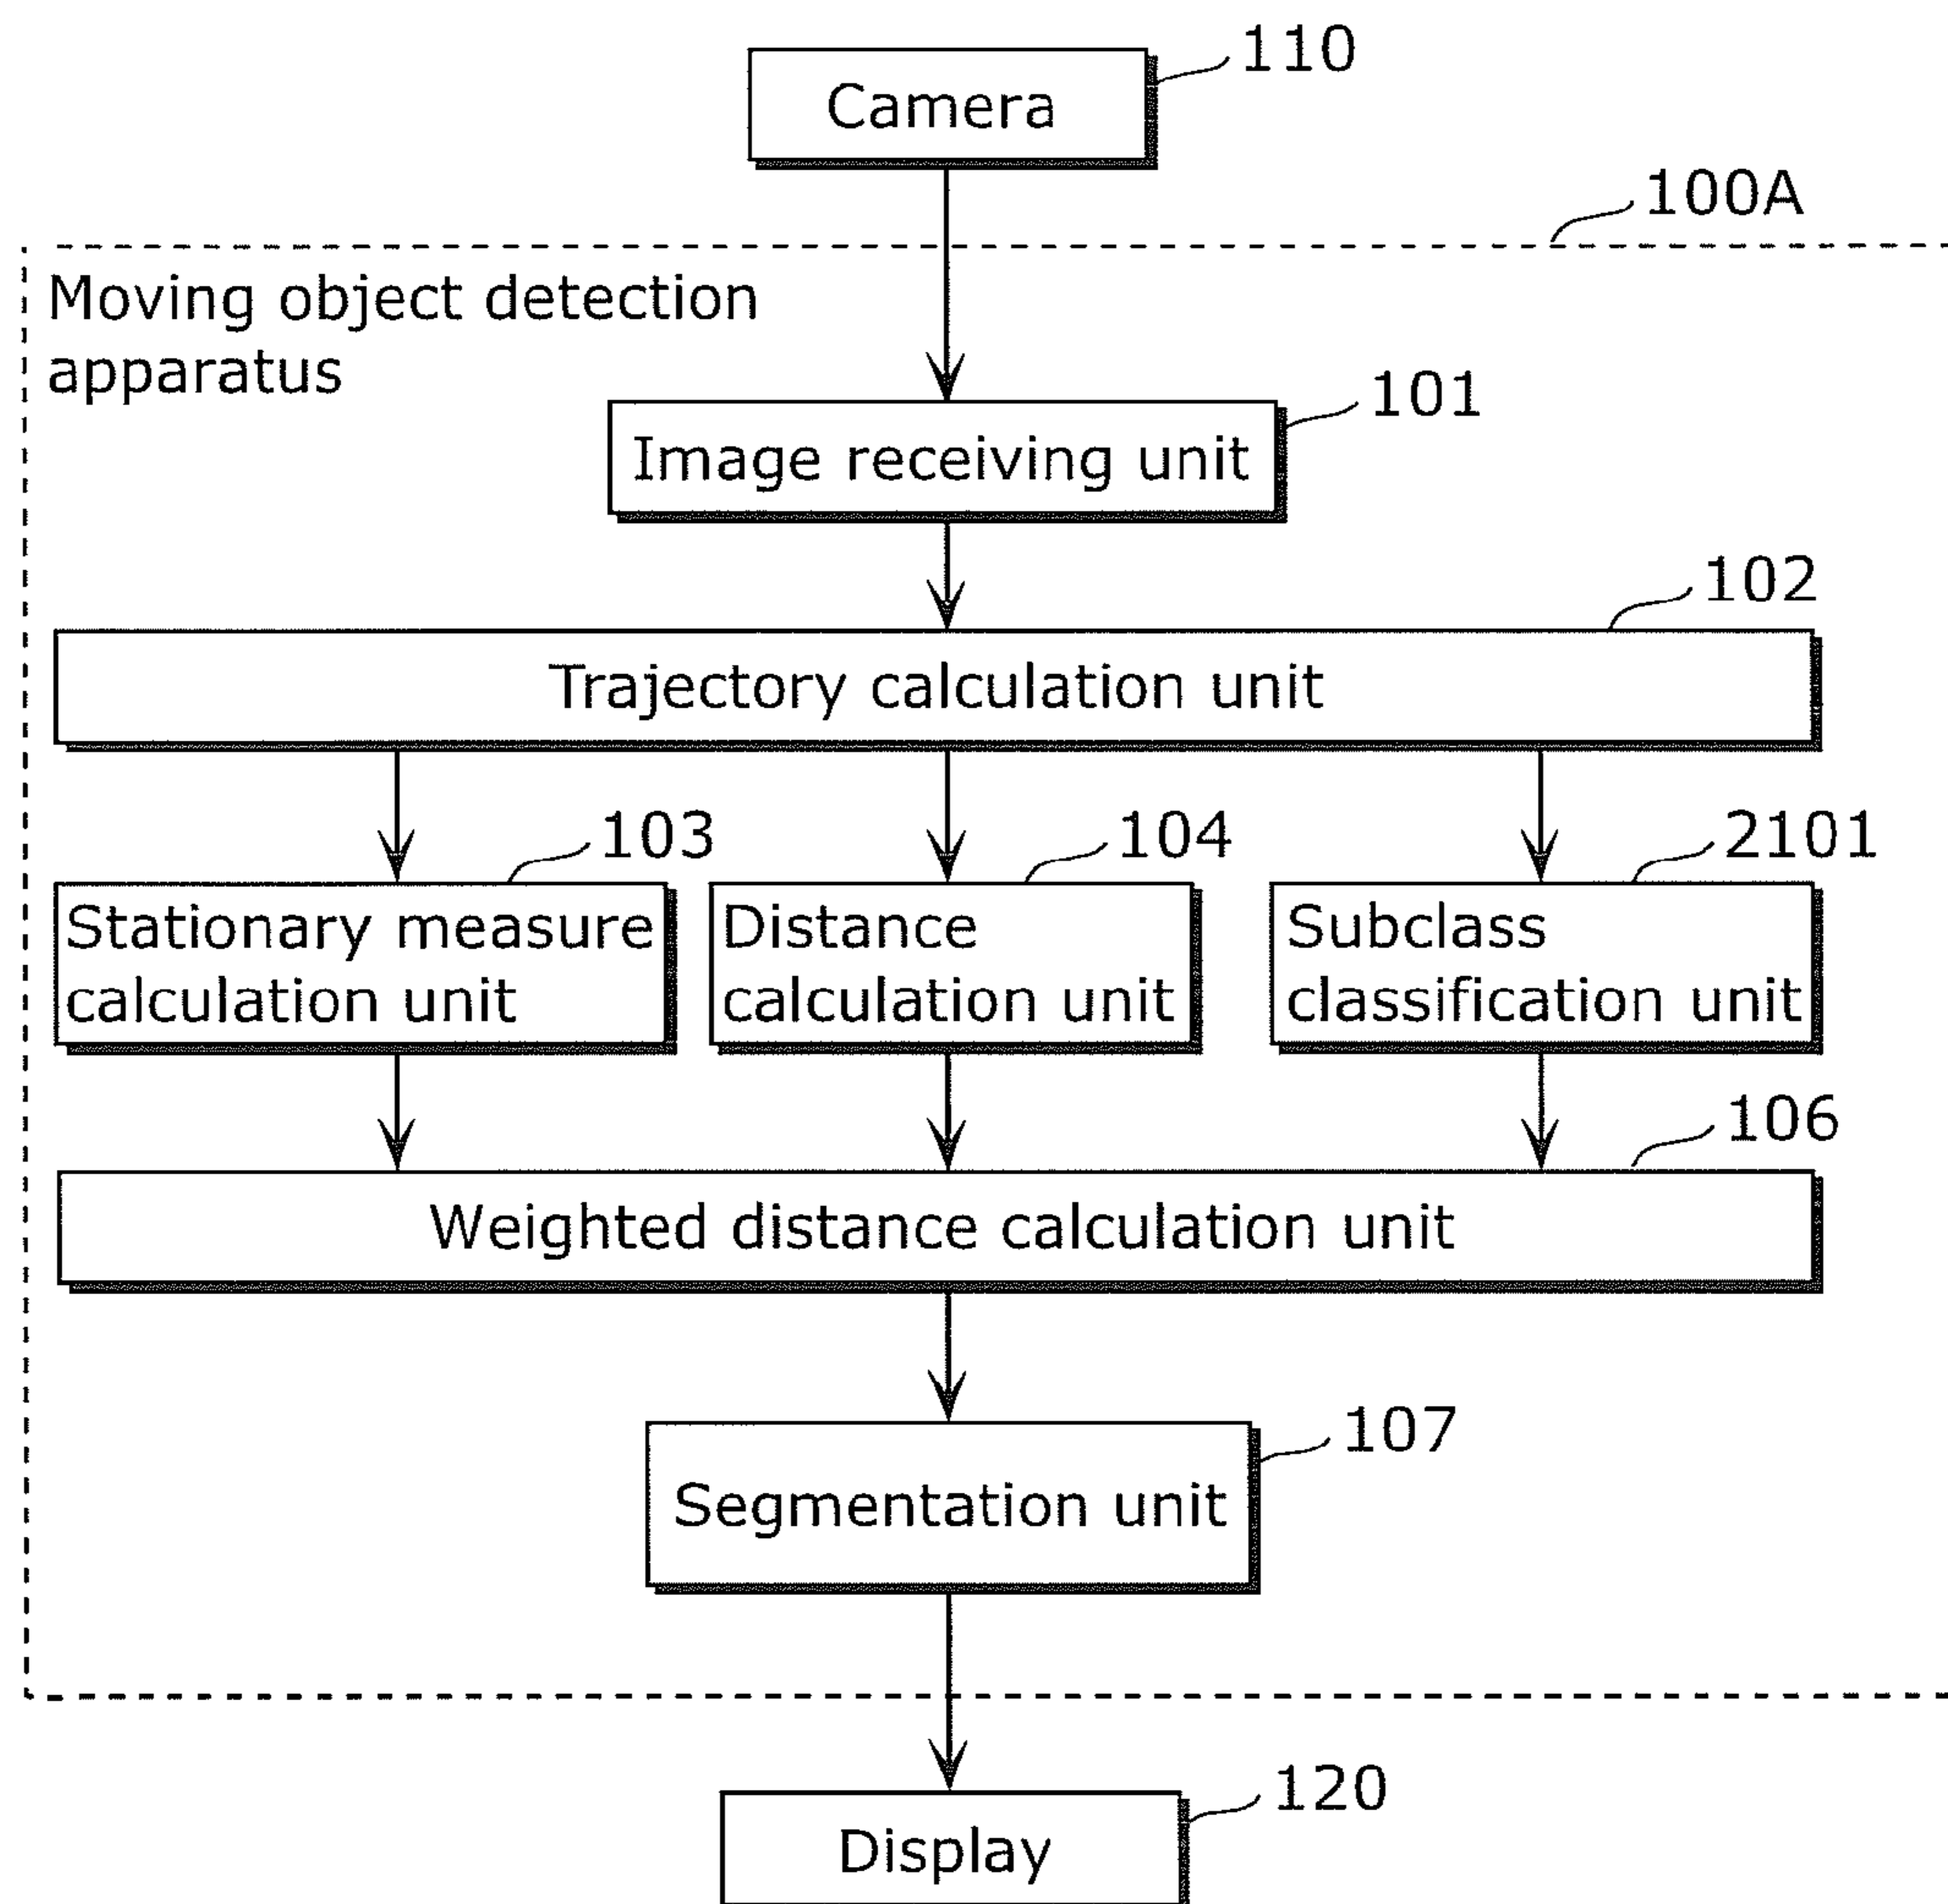 110
Camera
100A
Moving object detection
apparatus
101
Image receiving unit
102
Trajectory calculation unit
103
104
2101
Stationary measure
calculation unit
Distance
calculation unit
Subclass
classification unit
106
Weighted distance calculation unit
107
Segmentation unit
120
Display